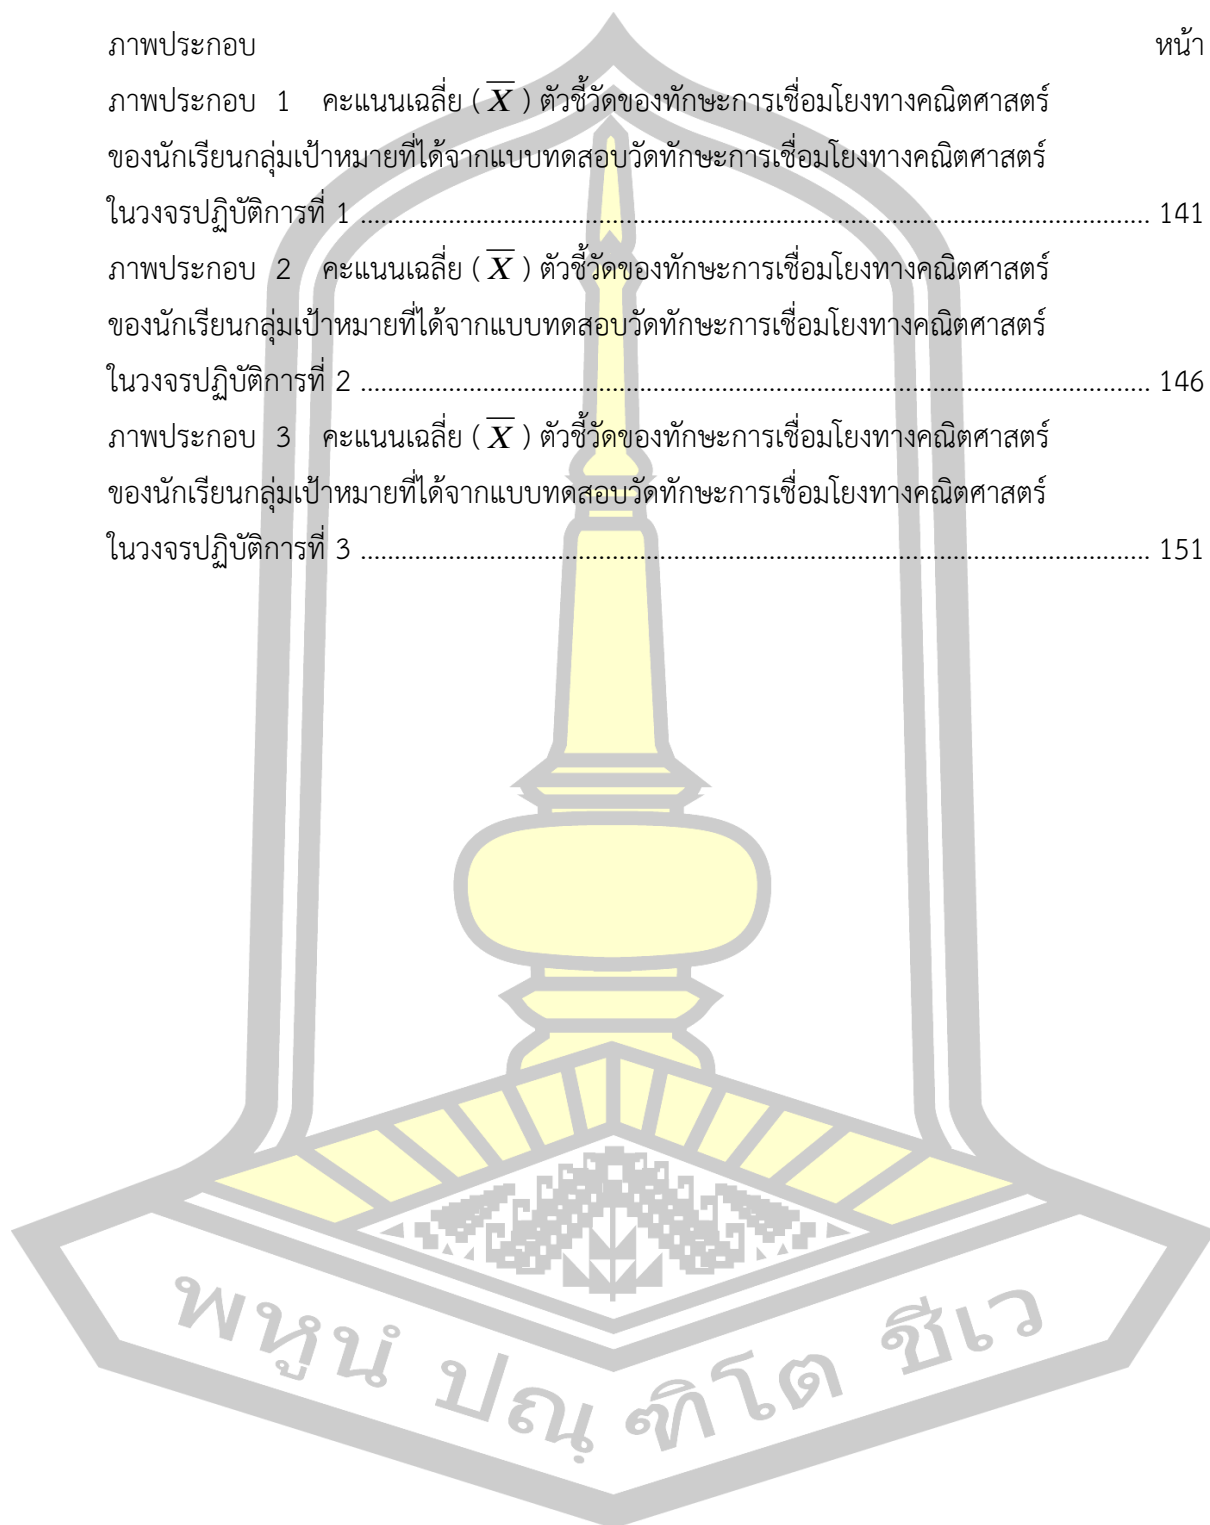 ภาพประกอบ หน้า
ภาพประกอบ 1 คะแนนเฉลี่ย ( X̅ ) ตัวชี้วัดของทักษะการเชื่อมโยงทางคณิตศาสตร์
ของนักเรียนกลุ่มเป้าหมายที่ได้จากแบบทดสอบวัดทักษะการเชื่อมโยงทางคณิตศาสตร์
ในวงจรปฏิบัติการที่ 1 ........................................................................................................................ 141
ภาพประกอบ 2 คะแนนเฉลี่ย ( X̅ ) ตัวชี้วัดของทักษะการเชื่อมโยงทางคณิตศาสตร์
ของนักเรียนกลุ่มเป้าหมายที่ได้จากแบบทดสอบวัดทักษะการเชื่อมโยงทางคณิตศาสตร์
ในวงจรปฏิบัติการที่ 2 ........................................................................................................................ 146
ภาพประกอบ 3 คะแนนเฉลี่ย ( X̅ ) ตัวชี้วัดของทักษะการเชื่อมโยงทางคณิตศาสตร์
ของนักเรียนกลุ่มเป้าหมายที่ได้จากแบบทดสอบวัดทักษะการเชื่อมโยงทางคณิตศาสตร์
ในวงจรปฏิบัติการที่ 3 ........................................................................................................................ 151
พหูนํ ปณฺฑิโต ชีเว